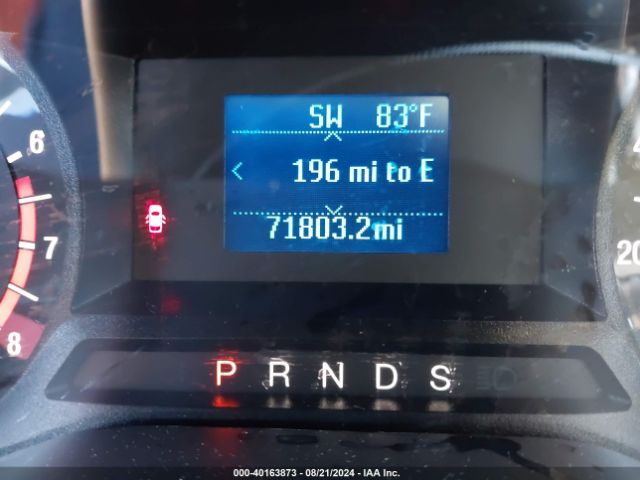 SW 83°F
196 mi to E
71803.2mi
6
7
8
20
P R N D S
000-40163873 - 08/21/2024 - IAA Inc.